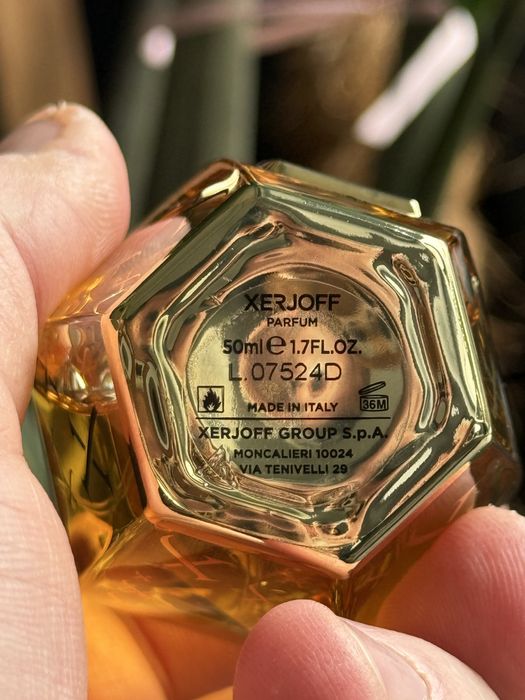 XERJOFF
PARFUM
50ml ℮ 1.7FL.OZ.
L.07524D
MADE IN ITALY
36M
XERJOFF GROUP S.p.A.
MONCALIERI 10024
VIA TENIVELLI 29